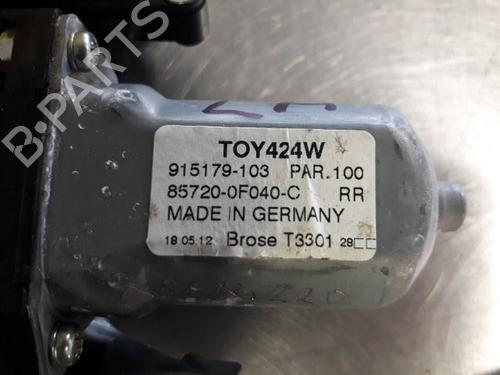 B-PARTS
TOY424W
915179-103 PAR.100
85720-0F040-C RR
MADE IN GERMANY
18.05.12 Brose T3301 28